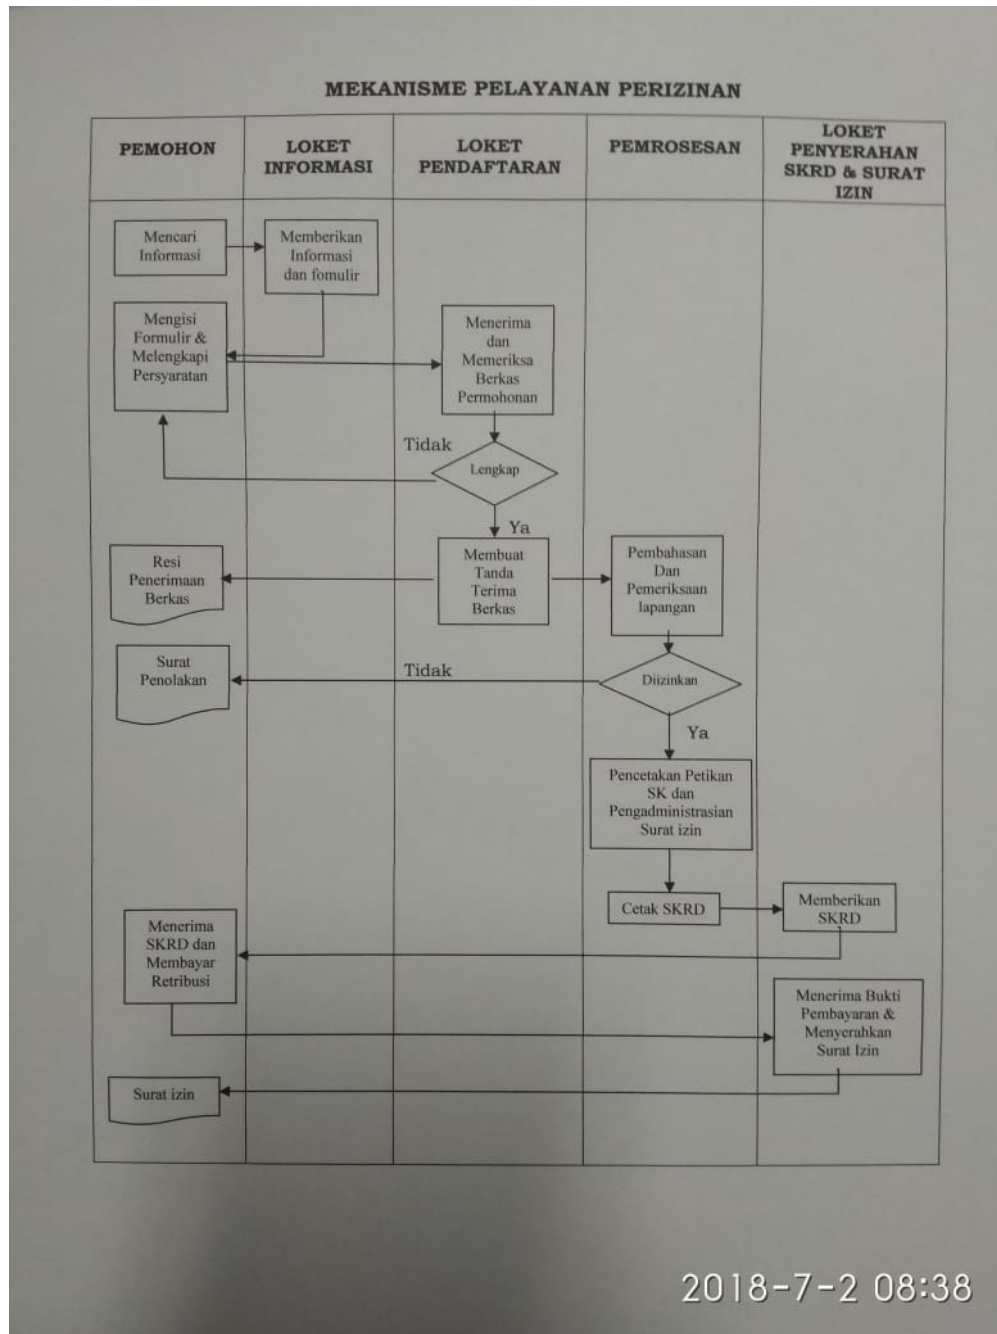 MEKANISME PELAYANAN PERIZINAN
PEMOHON
LOKET
INFORMASI
LOKET
PENDAFTARAN
PEMROSESAN
LOKET
PENYERAHAN
SKRD & SURAT
IZIN
Mencari
Informasi
Memberikan
Informasi
dan fomulir
Mengisi
Formulir &
Melengkapi
Persyaratan
Menerima
dan
Memeriksa
Berkas
Permohonan
Tidak
Lengkap
Ya
Resi
Penerimaan
Berkas
Membuat
Tanda
Terima
Berkas
Pembahasan
Dan
Pemeriksaan
lapangan
Surat
Penolakan
Tidak
Diizinkan
Ya
Pencetakan Petikan
SK dan
Pengadministrasian
Surat izin
Cetak SKRD
Memberikan
SKRD
Menerima
SKRD dan
Membayar
Retribusi
Menerima Bukti
Pembayaran &
Menyerahkan
Surat Izin
Surat izin
2018-7-2 08:38